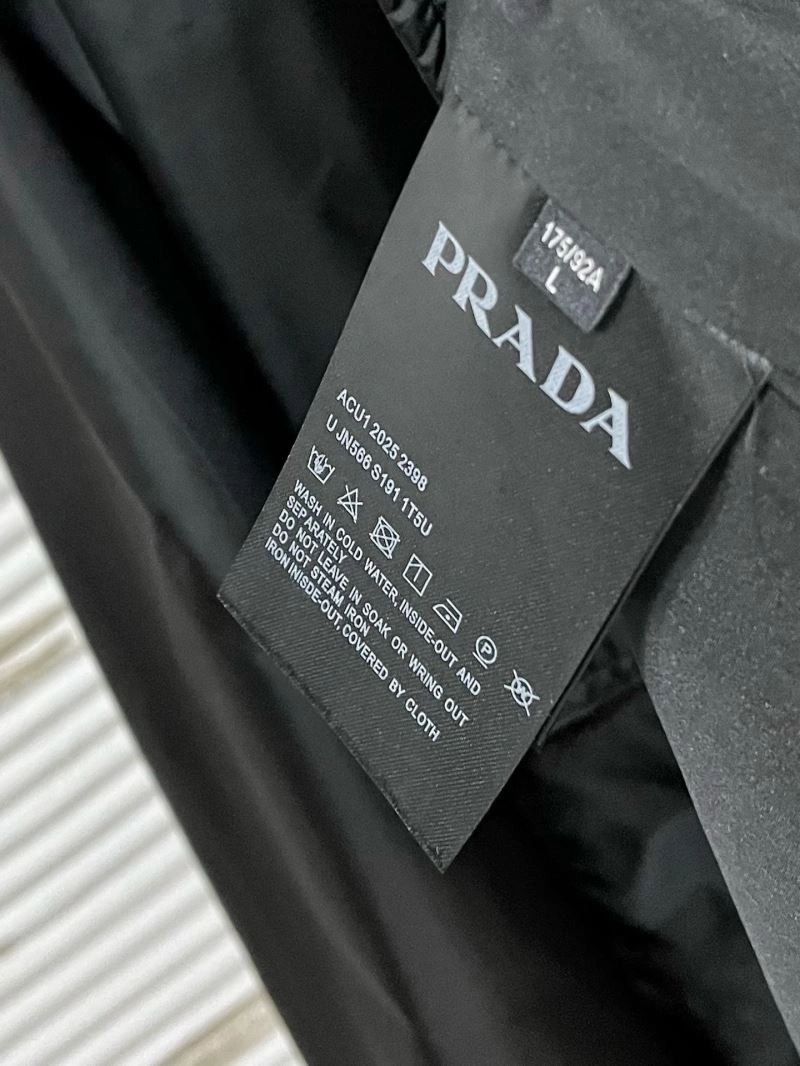 175/92A
L
PRADA
ACU1 2025 2398
U JN566 S191 1T5U
WASH IN COLD WATER, INSIDE-OUT AND
SEPARATELY
DO NOT LEAVE IN SOAK OR WRING OUT
DO NOT STEAM IRON
IRON INISDE-OUT, COVERED BY CLOTH